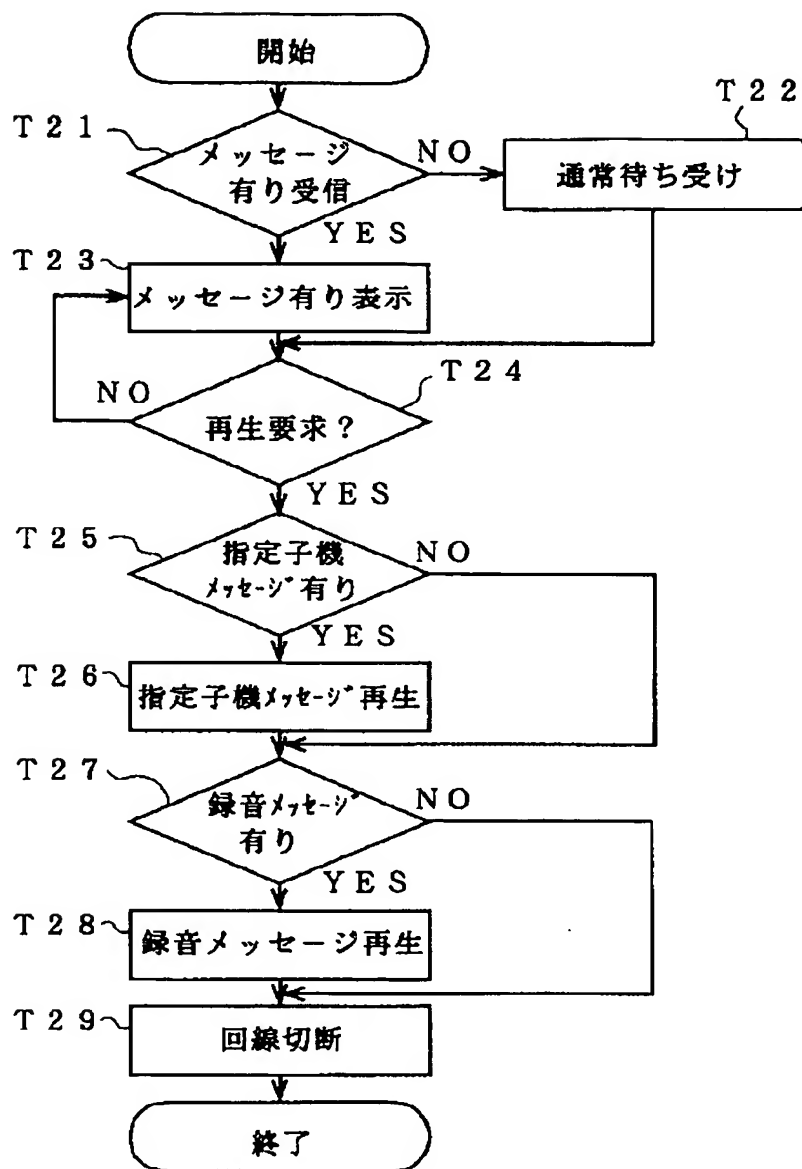 開始
Ｔ２１
メッセージ
有り受信
ＮＯ
Ｔ２２
通常待ち受け
ＹＥＳ
Ｔ２３
メッセージ有り表示
ＮＯ
Ｔ２４
再生要求？
ＹＥＳ
Ｔ２５
指定子機
ﾒｯｾｰｼﾞ有り
ＮＯ
ＹＥＳ
Ｔ２６
指定子機ﾒｯｾｰｼﾞ再生
Ｔ２７
録音ﾒｯｾｰｼﾞ
有り
ＮＯ
ＹＥＳ
Ｔ２８
録音メッセージ再生
Ｔ２９
回線切断
終了